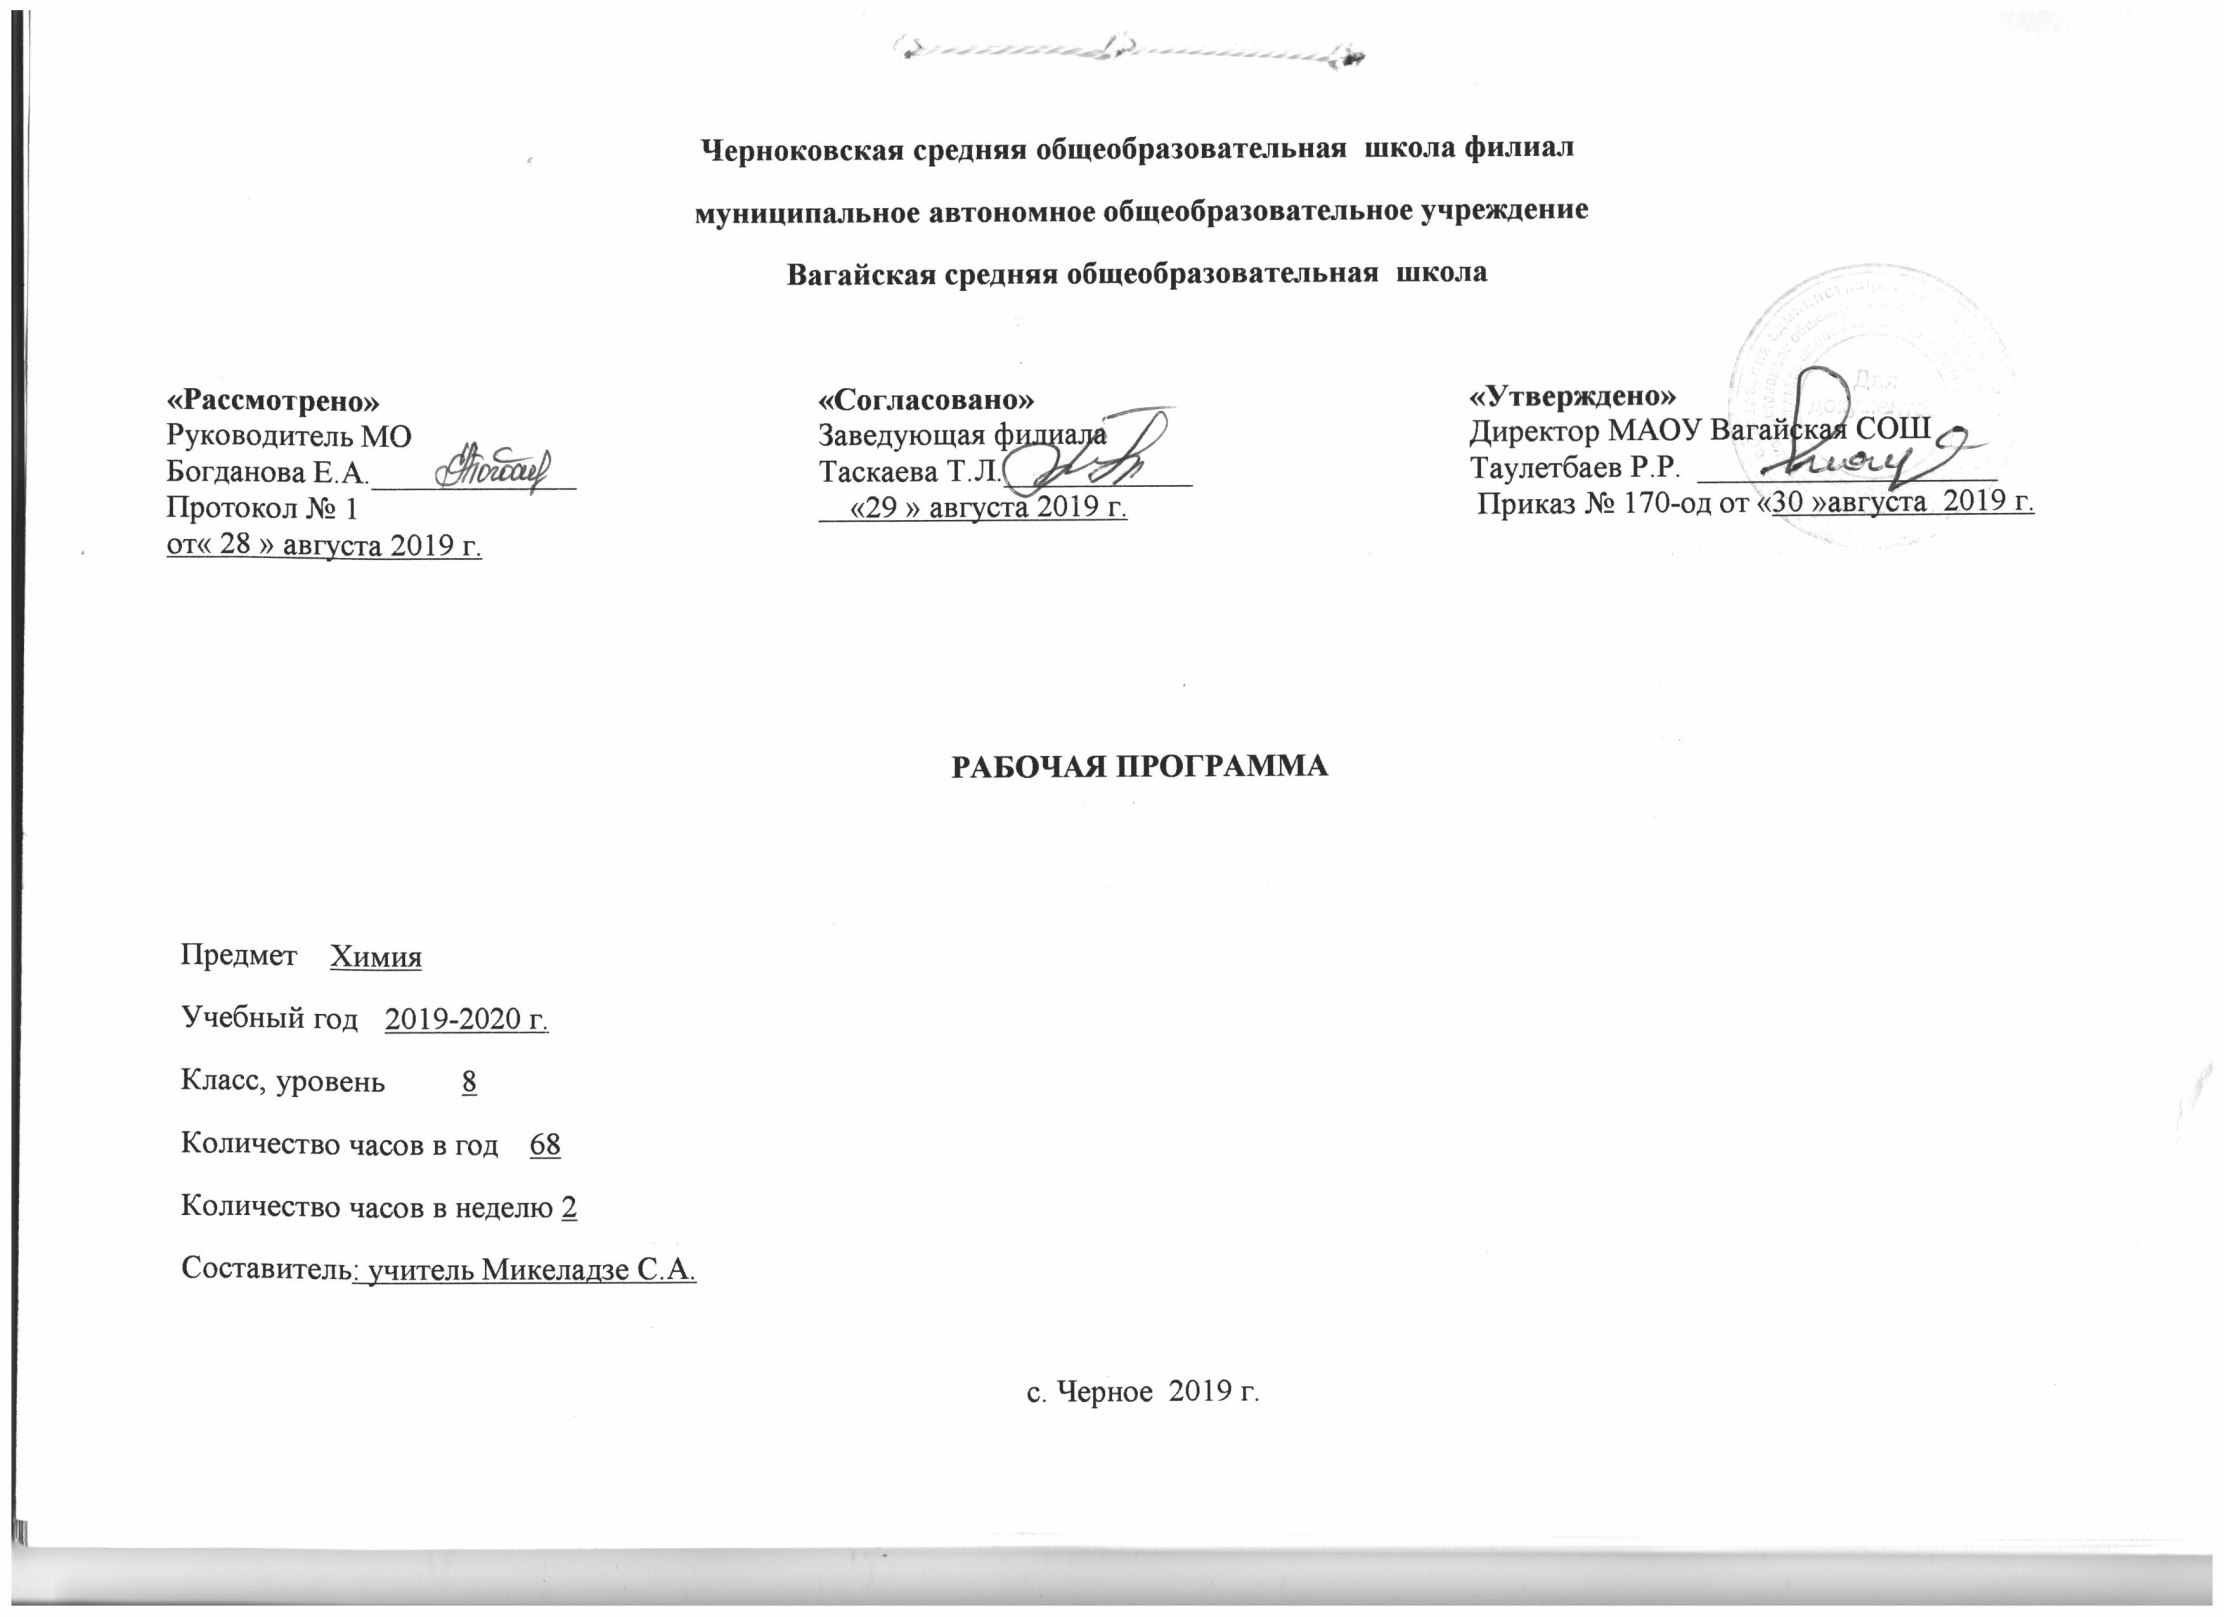 Черноковская средняя общеобразовательная школа филиал
муниципальное автономное общеобразовательное учреждение
Вагайская средняя общеобразовательная школа
«Рассмотрено»
Руководитель МО
Богданова Е.А.
Протокол № 1
от« 28 » августа 2019 г.
«Согласовано»
Заведующая филиала
Таскаева Т.Л.
«29 » августа 2019 г.
«Утверждено»
Директор МАОУ Вагайская СОШ
Таулетбаев Р.Р.
Приказ № 170-од от «30 »августа 2019 г.
Для
РАБОЧАЯ ПРОГРАММА
Предмет Химия
Учебный год 2019-2020 г.
Класс, уровень 8
Количество часов в год 68
Количество часов в неделю 2
Составитель: учитель Микеладзе С.А.
с. Черное 2019 г.